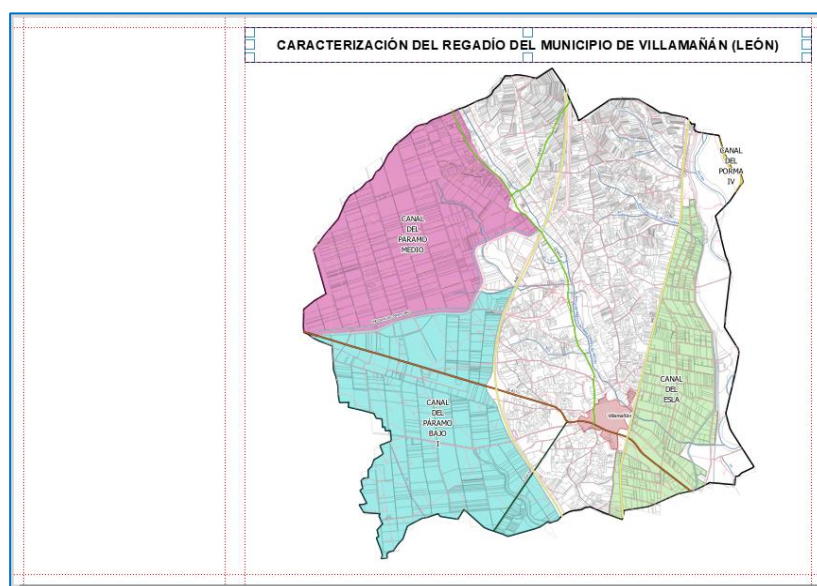 CARACTERIZACIÓN DEL REGADÍO DEL MUNICIPIO DE VILLAMAÑÁN (LEÓN)
CANAL
DEL
PORMA
IV
CANAL
DEL
PÁRAMO
MEDIO
CANAL
DEL
ESLA
CANAL
DEL
PÁRAMO
BAJO
I
Villamañán